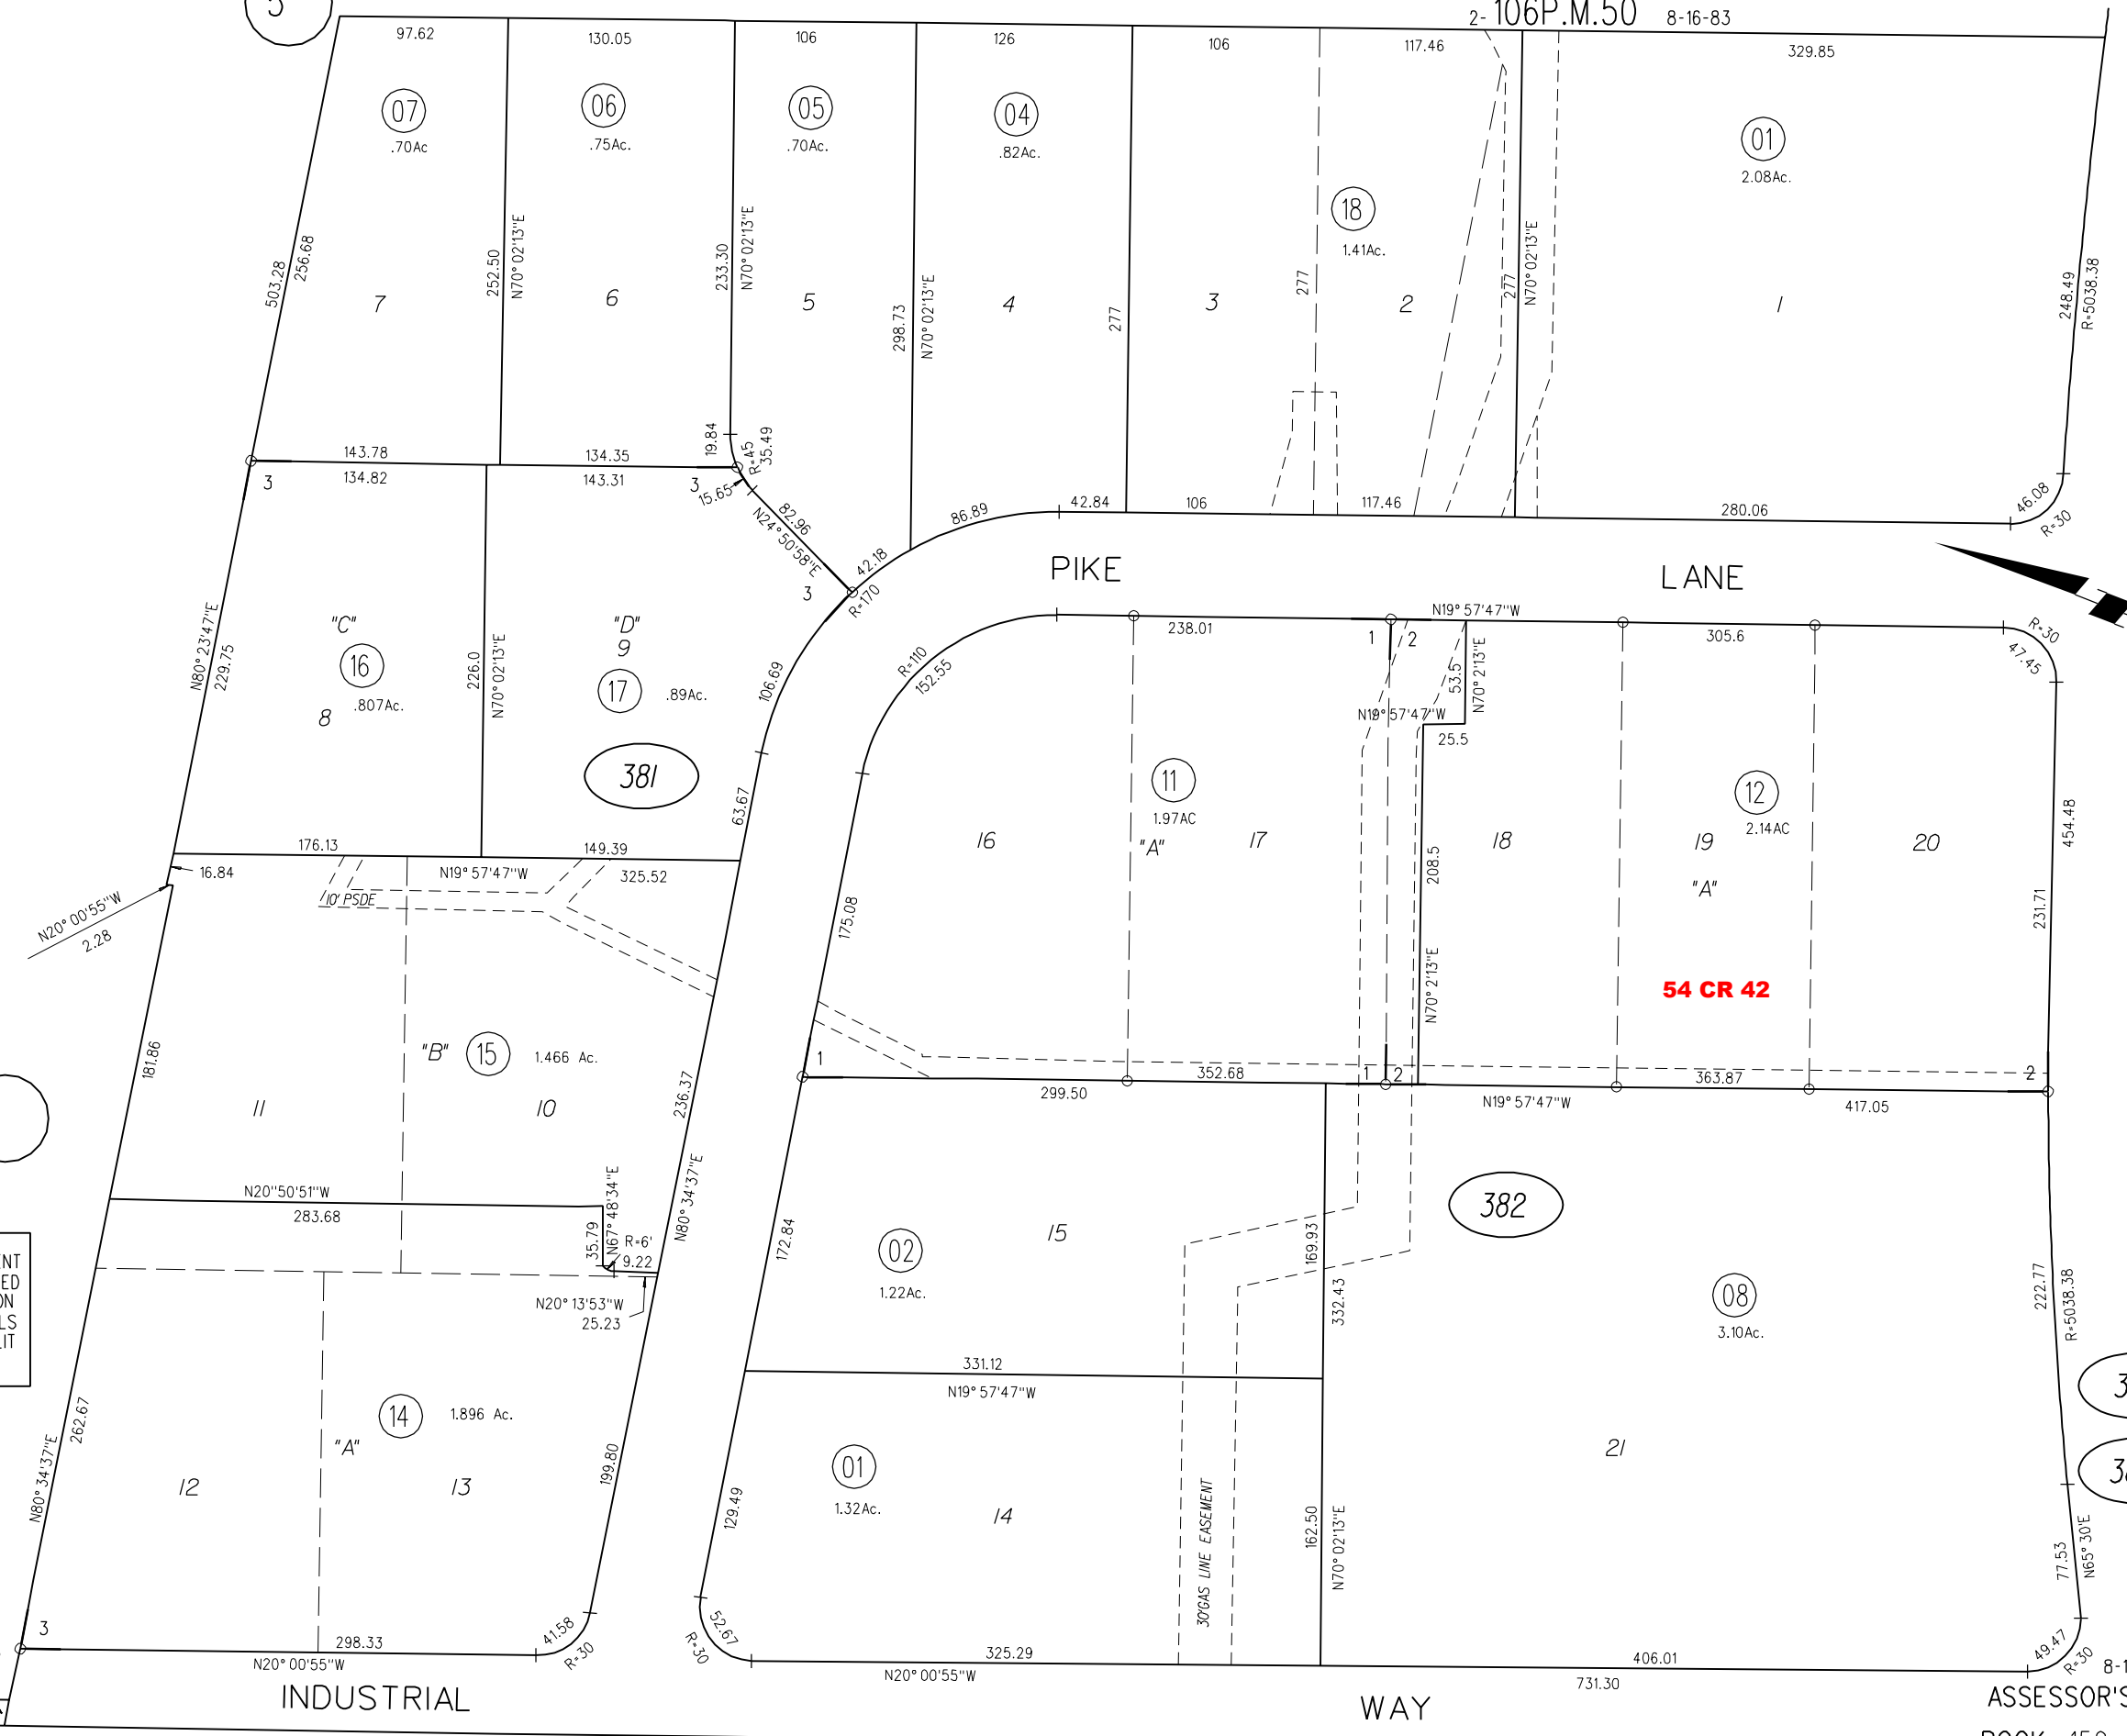 5
2- 106P.M.50 8-16-83
97.62
130.05
106
126
106
117.46
329.85
07
.70Ac
06
.75Ac.
05
.70Ac.
04
.82Ac.
18
1.41Ac.
01
2.08Ac.
503.28
256.68
252.50
N70°02'13"E
233.30
N70°02'13"E
298.73
N70°02'13"E
277
277
277
N70°02'13"E
248.49
R=5038.38
7
6
5
4
3
2
1
143.78
134.35
19.84
R=45
35.49
134.82
143.31
3
3
15.65
82.96
N24°50'58"E
86.89
42.84
106
117.46
280.06
46.08
R=30
42.18
R=170
3
PIKE
LANE
N80°23'47"E
229.75
"C"
16
.807Ac.
8
226.0
N70°02'13"E
"D"
9
17
.89Ac.
381
106.69
63.67
R=110
152.55
238.01
1
2
N19°57'47"W
305.6
R=30
47.45
53.5
N70°2'13"E
N19°57'47"W
25.5
11
1.97AC
"A"
16
17
12
2.14AC
18
19
20
"A"
208.5
N70°2'13"E
454.48
231.71
54 CR 42
176.13
149.39
16.84
N19°57'47"W
325.52
10' PSDE
N20°00'55"W
2.28
175.08
181.86
"B"
15
1.466 Ac.
11
10
236.37
1
352.68
1
2
363.87
2
299.50
N19°57'47"W
417.05
N20"50'51"W
283.68
35.79
N67°48'34"E
R=6'
9.22
N20°13'53"W
25.23
N80°34'37"E
172.84
02
1.22Ac.
15
169.93
332.43
382
08
3.10Ac.
222.77
R=5038.38
331.12
N19°57'47"W
262.67
N80°34'37"E
14
1.896 Ac.
"A"
12
13
199.80
129.49
01
1.32Ac.
14
30'GAS LINE EASEMENT
162.50
N70°02'13"E
21
77.53
N65°30'E
3
298.33
N20°00'55"W
41.58
R=30
52.67
R=30
325.29
N20°00'55"W
406.01
731.30
49.47
R=30
8-1
INDUSTRIAL
WAY
ASSESSOR'S